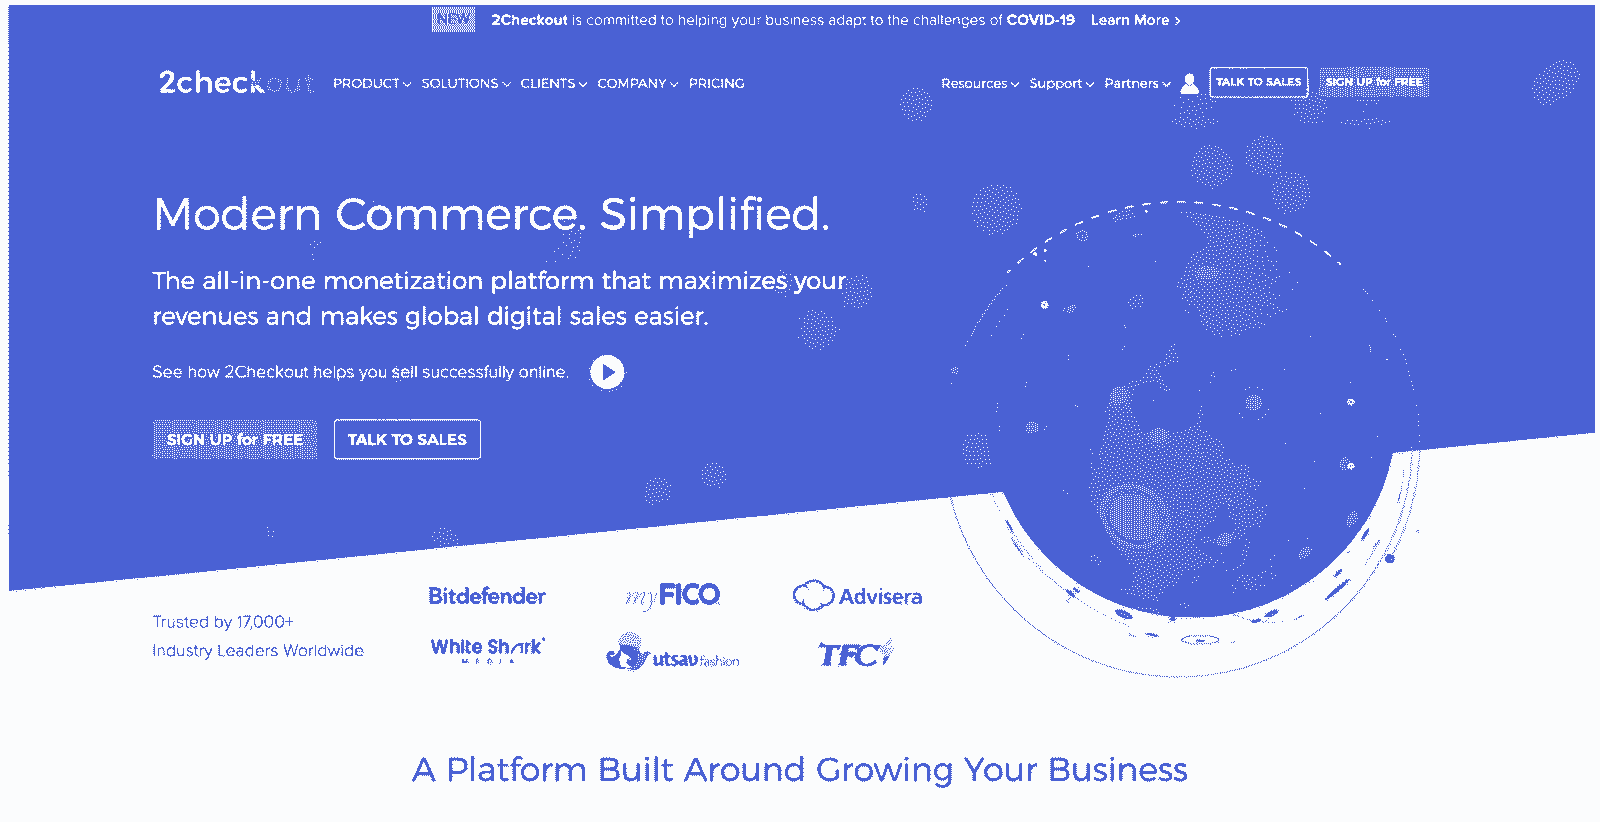 NEW 2Checkout is committed to helping your business adapt to the challenges of COVID-19 Learn More >
2checkout PRODUCT SOLUTIONS CLIENTS COMPANY PRICING Resources Support Partners TALK TO SALES SIGN UP for FREE
Modern Commerce. Simplified.
The all-in-one monetization platform that maximizes your
revenues and makes global digital sales easier.
See how 2Checkout helps you sell successfully online.
SIGN UP for FREE TALK TO SALES
Trusted by 17,000+
Industry Leaders Worldwide
Bitdefender myFICO Advisera
White Shark MEDIA utsavfashion TFC
A Platform Built Around Growing Your Business